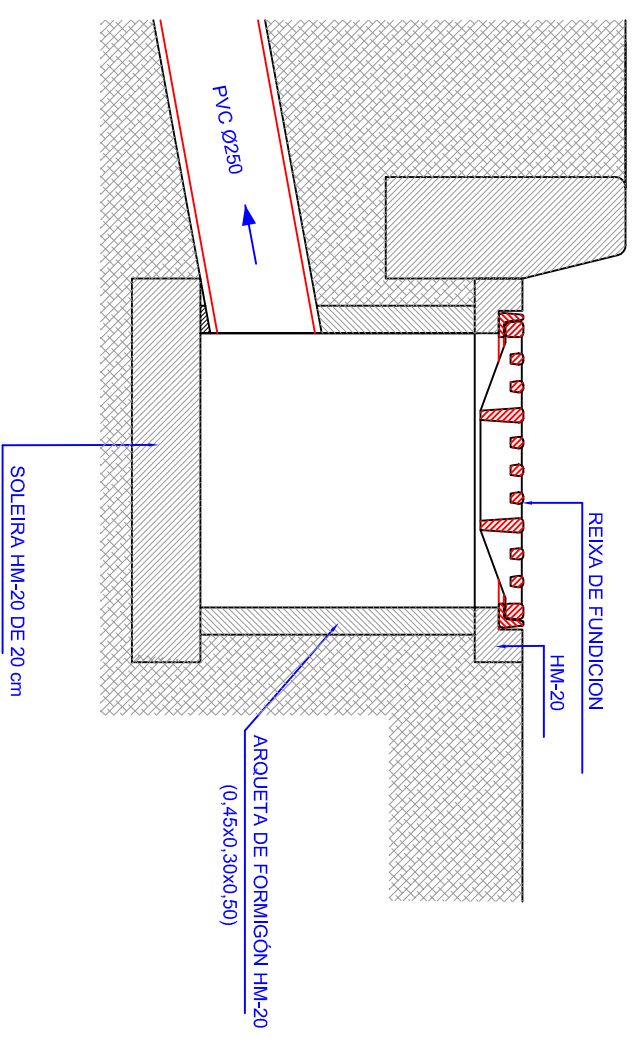 REIXA DE FUNDICION
HM-20
PVC Ø250
ARQUETA DE FORMIGÓN HM-20
(0,45x0,30x0,50)
SOLEIRA HM-20 DE 20 cm